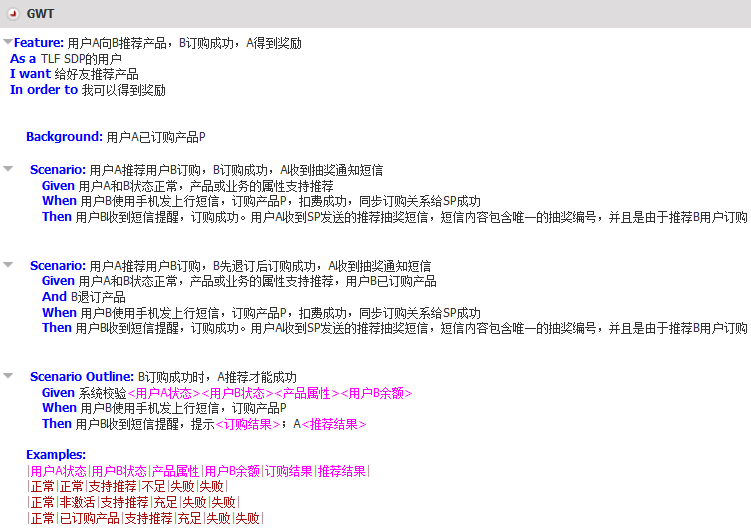 GWT
Feature: 用户A向B推荐产品，B订购成功，A得到奖励
As a TLF SDP的用户
I want 给好友推荐产品
In order to 我可以得到奖励
Background: 用户A已订购产品P
Scenario: 用户A推荐用户B订购，B订购成功，A收到抽奖通知短信
Given 用户A和B状态正常，产品或业务的属性支持推荐
When 用户B使用手机发上行短信，订购产品P，扣费成功，同步订购关系给SP成功
Then 用户B收到短信提醒，订购成功。用户A收到SP发送的推荐抽奖短信，短信内容包含唯一的抽奖编号，并且是由于推荐B用户订购
Scenario: 用户A推荐用户B订购，B先退订后订购成功，A收到抽奖通知短信
Given 用户A和B状态正常，产品或业务的属性支持推荐，用户B已订购产品
And B退订产品
When 用户B使用手机发上行短信，订购产品P，扣费成功，同步订购关系给SP成功
Then 用户B收到短信提醒，订购成功。用户A收到SP发送的推荐抽奖短信，短信内容包含唯一的抽奖编号，并且是由于推荐B用户订购
Scenario Outline: B订购成功时，A推荐才能成功
Given 系统校验<用户A状态><用户B状态><产品属性><用户B余额>
When 用户B使用手机发上行短信，订购产品P
Then 用户B收到短信提醒，提示<订购结果>；A<推荐结果>
Examples:
|用户A状态|用户B状态|产品属性|用户B余额|订购结果|推荐结果|
|正常|正常|支持推荐|不足|失败|失败|
|正常|非激活|支持推荐|充足|失败|失败|
|正常|已订购产品|支持推荐|充足|失败|失败|